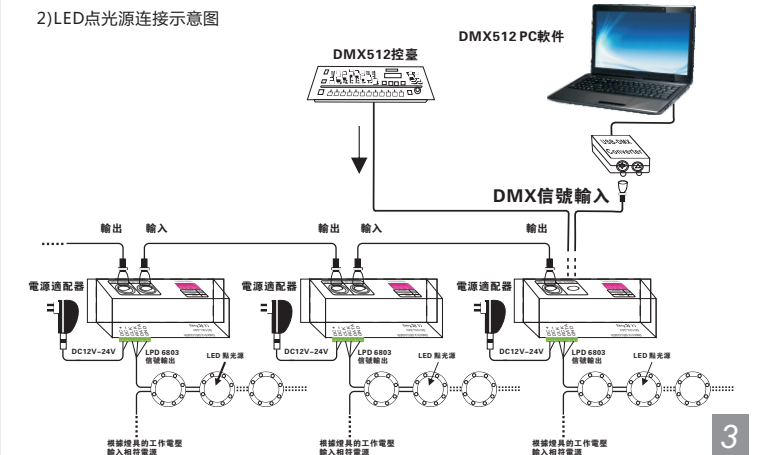 2)LED点光源连接示意图
DMX512控臺
DMX512 PC軟件
USB-DMX
Converter
DMX信號輸入
輸出
輸入
輸出
輸入
輸出
電源適配器
電源適配器
電源適配器
DC12V~24V
LPD 6803
信號輸出
LED 點光源
DC12V~24V
LPD 6803
信號輸出
LED 點光源
DC12V~24V
LPD 6803
信號輸出
LED 點光源
根據燈具的工作電壓
輸入相符電源
根據燈具的工作電壓
輸入相符電源
根據燈具的工作電壓
輸入相符電源
3